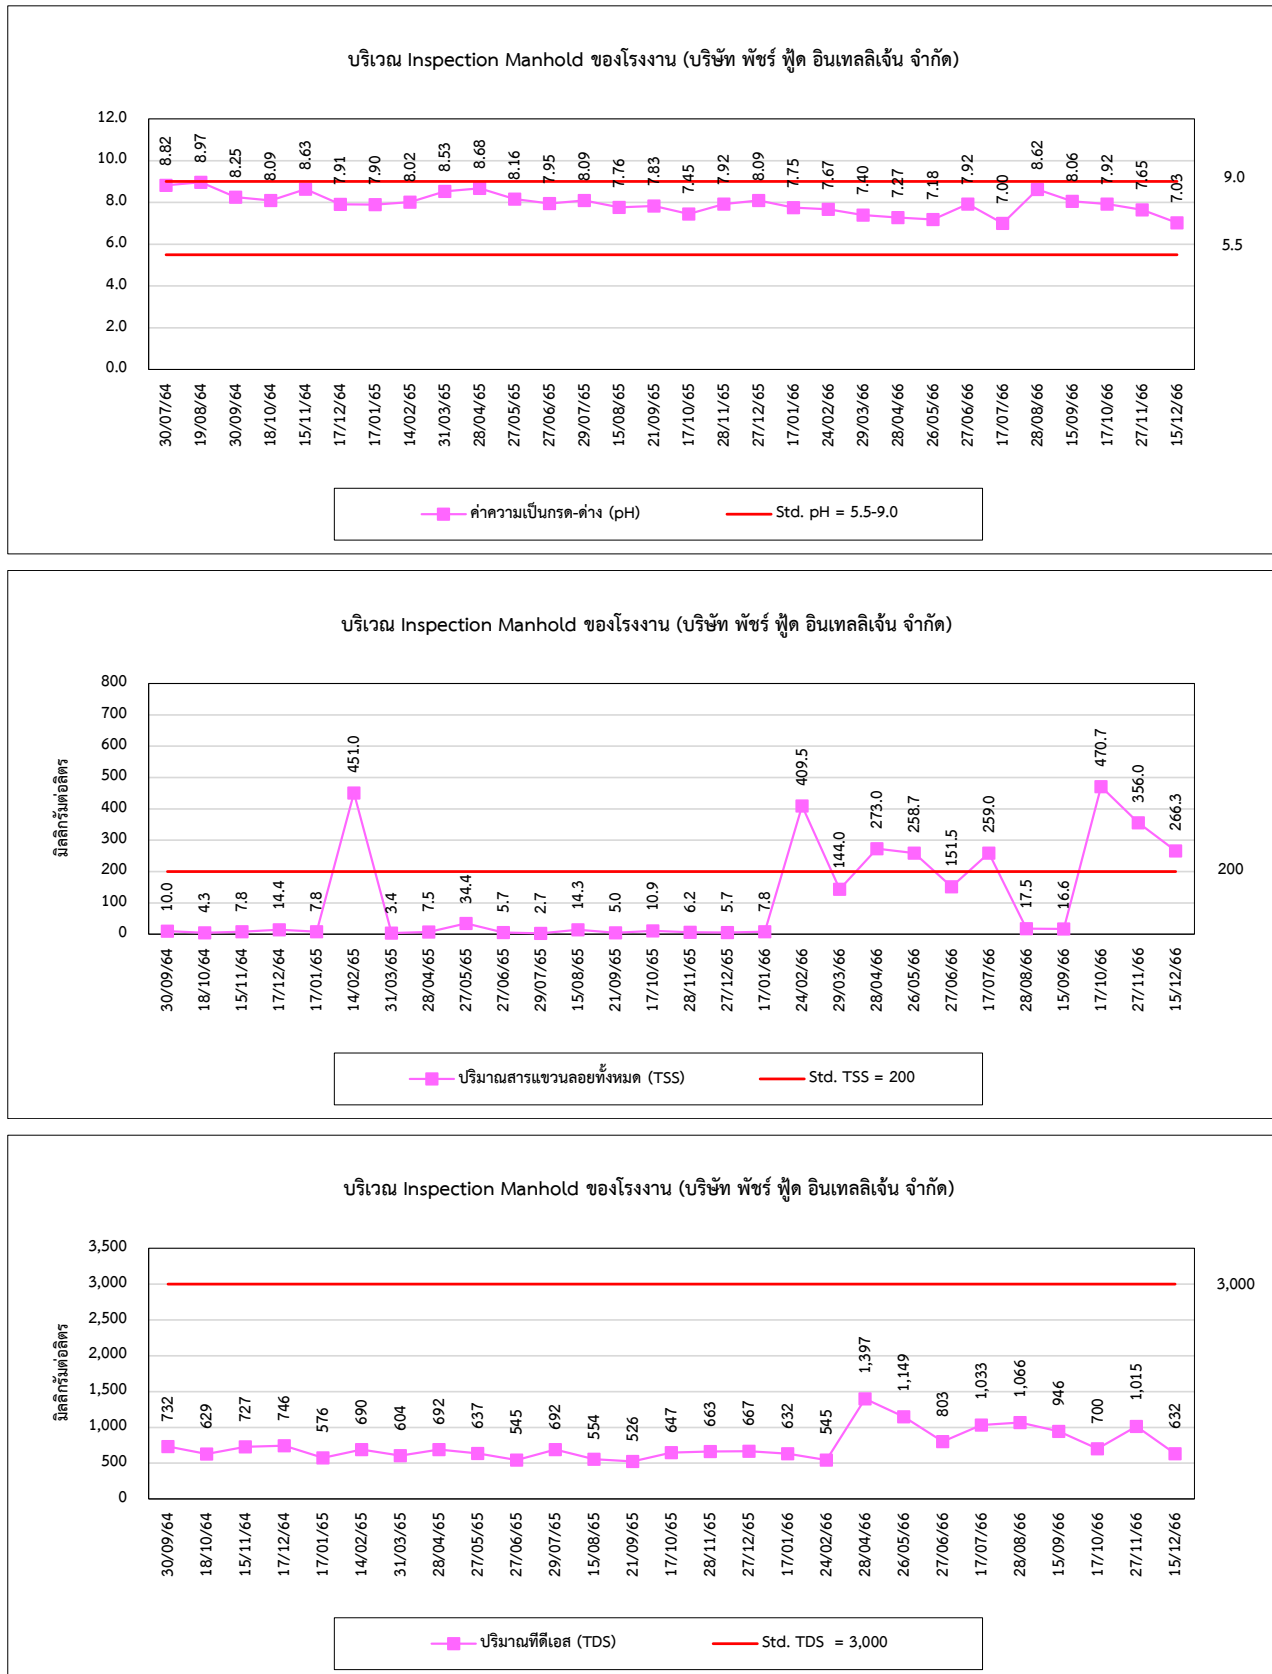 บริเวณ Inspection Manhold ของโรงงาน (บริษัท พัชร์ ฟู้ด อินเทลลิเจ้น จำกัด)
12.0
10.0
8.0
6.0
4.0
2.0
0.0
8.82 8.97 8.25 8.09 8.63 7.91 7.90 8.02 8.53 8.68 8.16 7.95 8.09 7.76 7.83 7.45 7.92 8.09 7.75 7.67 7.40 7.27 7.18 7.92 7.00 8.62 8.06 7.92 7.65 7.03
9.0
5.5
30/07/64 19/08/64 30/09/64 18/10/64 15/11/64 17/12/64 17/01/65 14/02/65 31/03/65 28/04/65 27/05/65 27/06/65 29/07/65 15/08/65 21/09/65 17/10/65 28/11/65 27/12/65 17/01/66 24/02/66 29/03/66 28/04/66 26/05/66 27/06/66 17/07/66 28/08/66 15/09/66 17/10/66 27/11/66 15/12/66
ค่าความเป็นกรด-ด่าง (pH) Std. pH = 5.5-9.0
บริเวณ Inspection Manhold ของโรงงาน (บริษัท พัชร์ ฟู้ด อินเทลลิเจ้น จำกัด)
มิลลิกรัมต่อลิตร
800
700
600
500
400
300
200
100
0
10.0 4.3 7.8 14.4 7.8 451.0 3.4 7.5 34.4 5.7 2.7 14.3 5.0 10.9 6.2 5.7 7.8 409.5 144.0 273.0 258.7 151.5 259.0 17.5 16.6 470.7 356.0 266.3
200
30/09/64 18/10/64 15/11/64 17/12/64 17/01/65 14/02/65 31/03/65 28/04/65 27/05/65 27/06/65 29/07/65 15/08/65 21/09/65 17/10/65 28/11/65 27/12/65 17/01/66 24/02/66 29/03/66 28/04/66 26/05/66 27/06/66 17/07/66 28/08/66 15/09/66 17/10/66 27/11/66 15/12/66
ปริมาณสารแขวนลอยทั้งหมด (TSS) Std. TSS = 200
บริเวณ Inspection Manhold ของโรงงาน (บริษัท พัชร์ ฟู้ด อินเทลลิเจ้น จำกัด)
มิลลิกรัมต่อลิตร
3,500
3,000
2,500
2,000
1,500
1,000
500
0
732 629 727 746 576 690 604 692 637 545 692 554 526 647 663 667 632 545 1,397 1,149 803 1,033 1,066 946 700 1,015 632
3,000
30/09/64 18/10/64 15/11/64 17/12/64 17/01/65 14/02/65 31/03/65 28/04/65 27/05/65 27/06/65 29/07/65 15/08/65 21/09/65 17/10/65 28/11/65 27/12/65 17/01/66 24/02/66 28/04/66 26/05/66 27/06/66 17/07/66 28/08/66 15/09/66 17/10/66 27/11/66 15/12/66
ปริมาณทีดีเอส (TDS) Std. TDS = 3,000